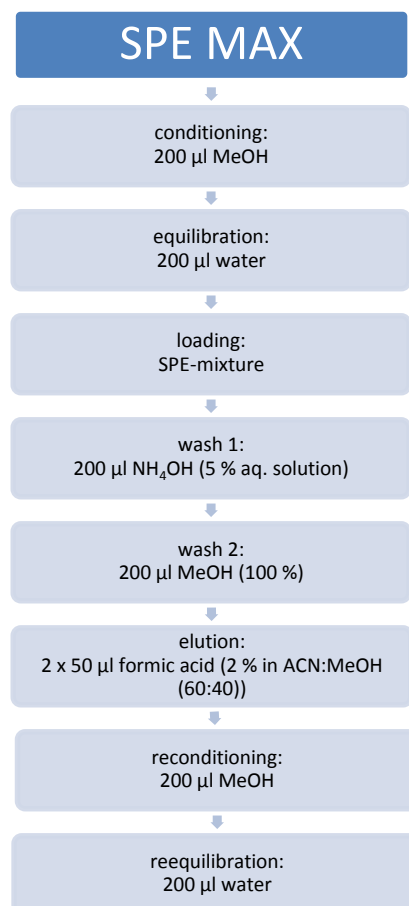 SPE MAX
conditioning:
200 µl MeOH
equilibration:
200 µl water
loading:
SPE-mixture
wash 1:
200 µl NH₄OH (5 % aq. solution)
wash 2:
200 µl MeOH (100 %)
elution:
2 x 50 µl formic acid (2 % in ACN:MeOH
(60:40))
reconditioning:
200 µl MeOH
reequilibration:
200 µl water